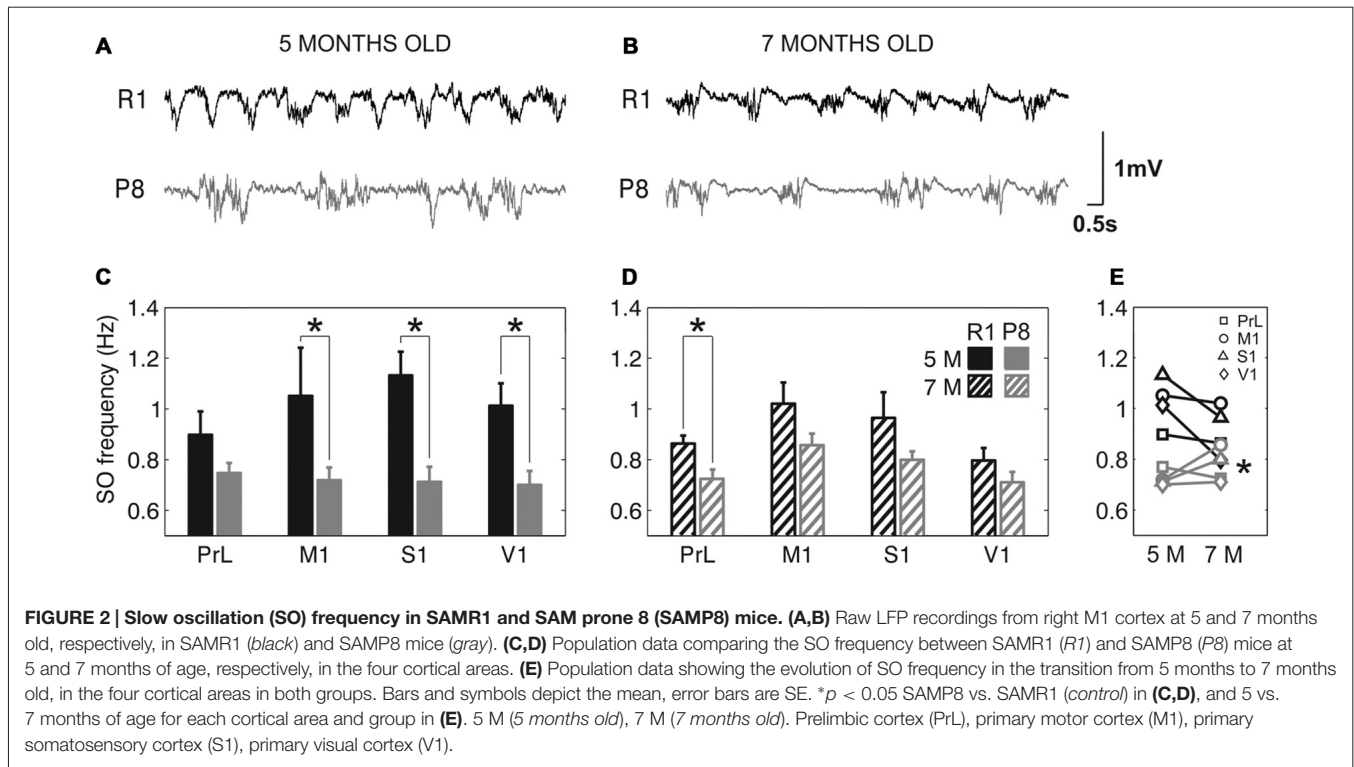 A
5 MONTHS OLD
B
7 MONTHS OLD
R1
R1
P8
P8
1mV
0.5s
C
D
E
SO frequency (Hz)
1.4
1.2
1
0.8
0.6
*
*
*
PrL
M1
S1
V1
1.4
1.2
1
0.8
0.6
*
R1 P8
5 M
7 M
PrL
M1
S1
V1
1.4
1.2
1
0.8
0.6
PrL
M1
S1
V1
*
5 M 7 M
FIGURE 2 | Slow oscillation (SO) frequency in SAMR1 and SAM prone 8 (SAMP8) mice. (A,B) Raw LFP recordings from right M1 cortex at 5 and 7 months
old, respectively, in SAMR1 (black) and SAMP8 mice (gray). (C,D) Population data comparing the SO frequency between SAMR1 (R1) and SAMP8 (P8) mice at
5 and 7 months of age, respectively, in the four cortical areas. (E) Population data showing the evolution of SO frequency in the transition from 5 months to 7 months
old, in the four cortical areas in both groups. Bars and symbols depict the mean, error bars are SE. *p < 0.05 SAMP8 vs. SAMR1 (control) in (C,D), and 5 vs.
7 months of age for each cortical area and group in (E). 5 M (5 months old), 7 M (7 months old). Prelimbic cortex (PrL), primary motor cortex (M1), primary
somatosensory cortex (S1), primary visual cortex (V1).